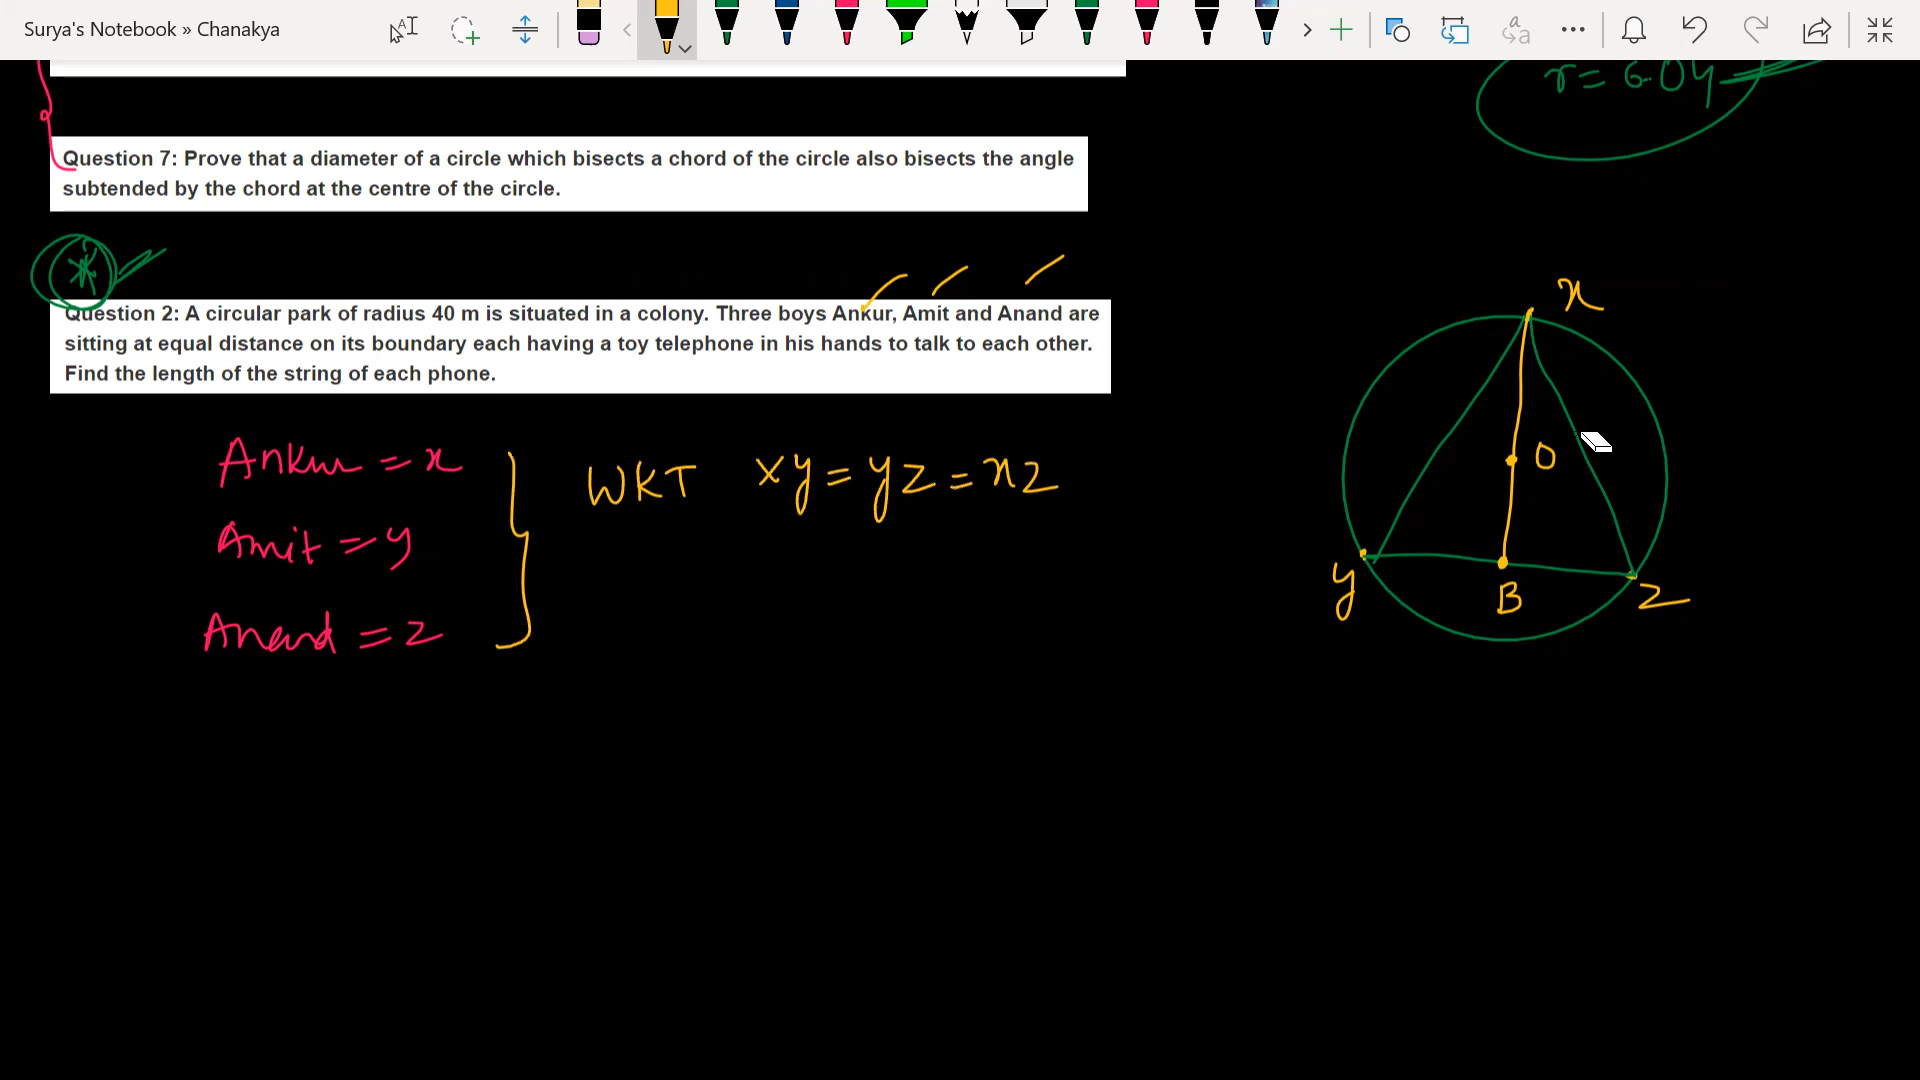 Surya's Notebook » Chanakya
r = 6.04
Question 7: Prove that a diameter of a circle which bisects a chord of the circle also bisects the angle
subtended by the chord at the centre of the circle.
Question 2: A circular park of radius 40 m is situated in a colony. Three boys Ankur, Amit and Anand are
sitting at equal distance on its boundary each having a toy telephone in his hands to talk to each other.
Find the length of the string of each phone.
Ankur = x
Amit = y
Anand = z
WKT xy = yz = xz
x
O
y
B
z